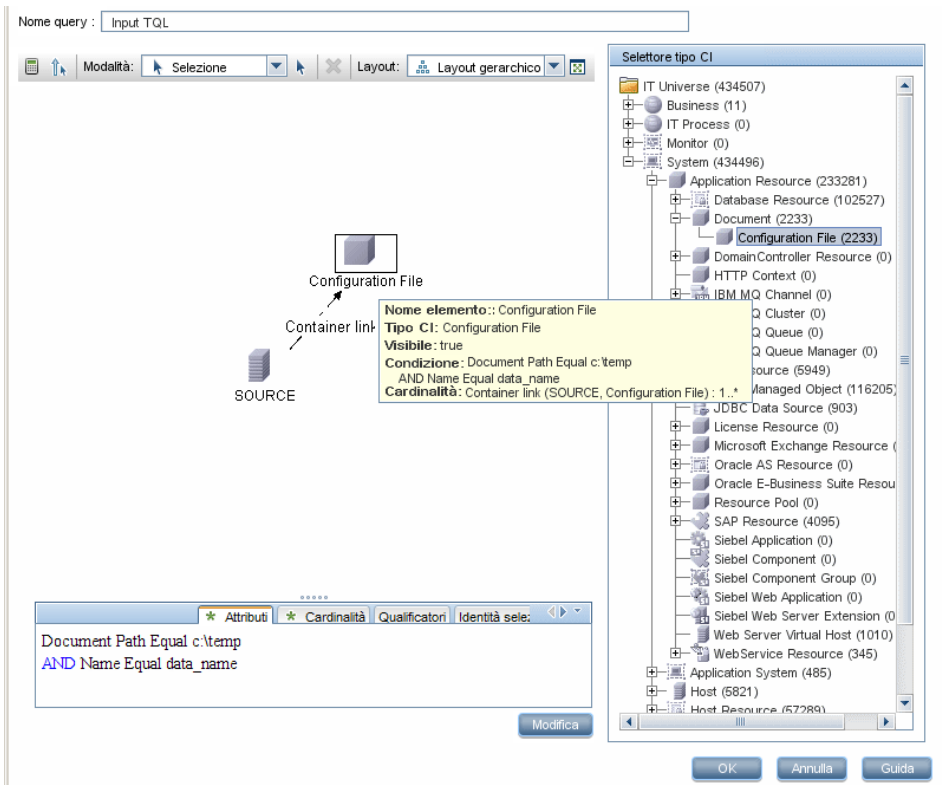 Nome query : Input TQL
Modalità: Selezione Layout: Layout gerarchico
Configuration File
Container link
SOURCE
Nome elemento:: Configuration File
Tipo CI: Configuration File
Visibile: true
Condizione: Document Path Equal c:\temp
AND Name Equal data_name
Cardinalità: Container link (SOURCE, Configuration File) : 1..*
Attributi Cardinalità Qualificatori Identità selez
Document Path Equal c:\temp
AND Name Equal data_name
Modifica
Selettore tipo CI
IT Universe (434507)
Business (11)
IT Process (0)
Monitor (0)
System (434496)
Application Resource (233281)
Database Resource (102527)
Document (2233)
Configuration File (2233)
DomainController Resource (0)
HTTP Context (0)
IBM MQ Channel (0)
Q Cluster (0)
Q Queue (0)
Q Queue Manager (0)
source (5949)
Managed Object (116205)
JDBC Data Source (903)
License Resource (0)
Microsoft Exchange Resource (
Oracle AS Resource (0)
Oracle E-Business Suite Resou
Resource Pool (0)
SAP Resource (4095)
Siebel Application (0)
Siebel Component (0)
Siebel Component Group (0)
Siebel Web Application (0)
Siebel Web Server Extension (0
Web Server Virtual Host (1010)
WebService Resource (345)
Application System (485)
Host (5821)
Host Resource (57289)
OK Annulla Guida